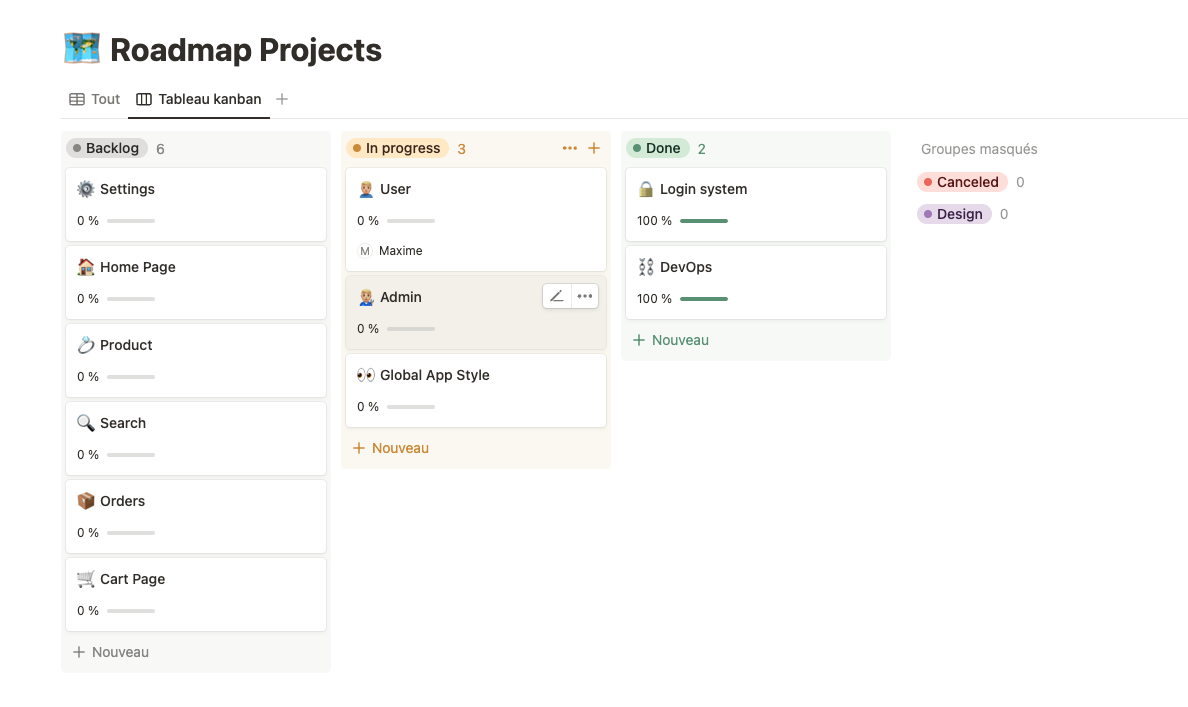 Roadmap Projects
Tout
Tableau kanban
Backlog 6
Settings
0 %
Home Page
0 %
Product
0 %
Search
0 %
Orders
0 %
Cart Page
0 %
Nouveau
In progress 3
User
0 %
M Maxime
Admin
0 %
Global App Style
0 %
Nouveau
Done 2
Login system
100 %
DevOps
100 %
Nouveau
Groupes masqués
Canceled 0
Design 0